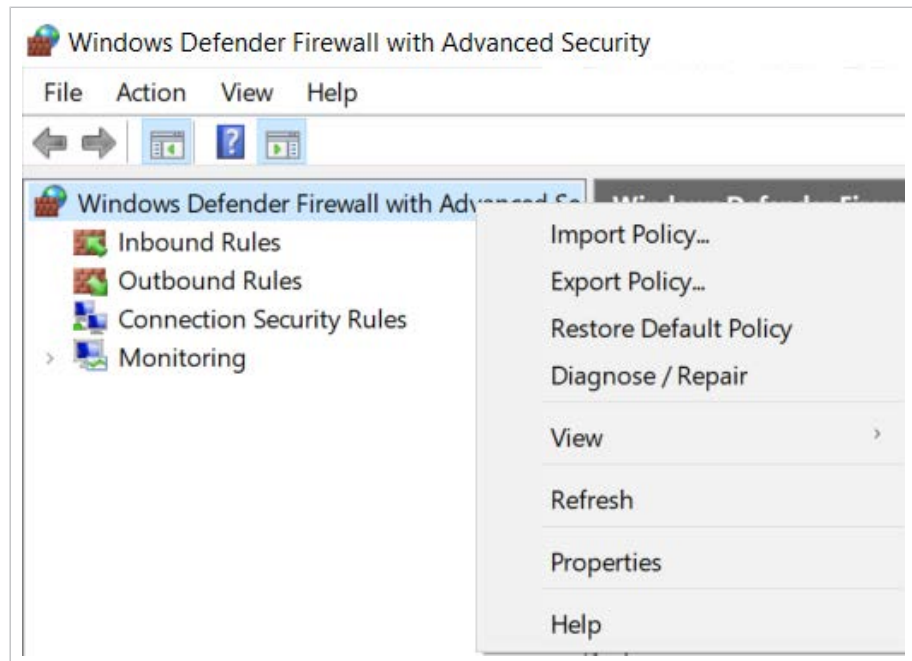 Windows Defender Firewall with Advanced Security
File Action View Help
Windows Defender Firewall with
Inbound Rules
Outbound Rules
Connection Security Rules
Monitoring
Import Policy...
Export Policy...
Restore Default Policy
Diagnose / Repair
View
Refresh
Properties
Help